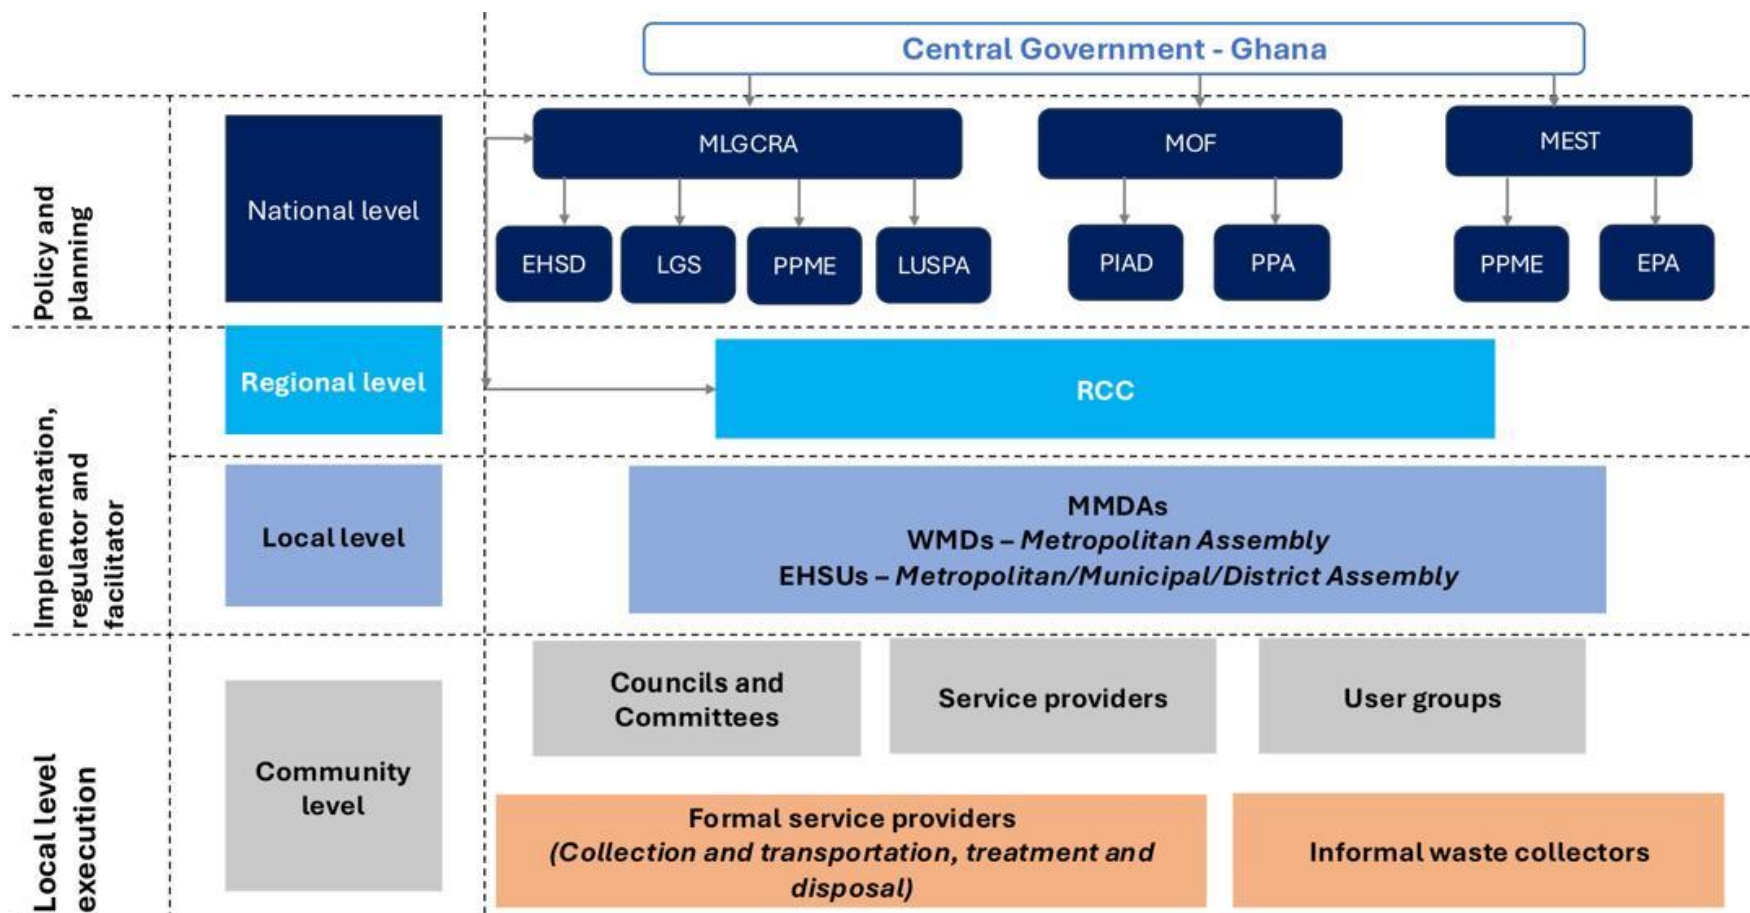 Central Government - Ghana
Policy and
planning
National level
MLGCRA
MOF
MEST
EHSD
LGS
PPME
LUSPA
PIAD
PPA
PPME
EPA
Implementation,
regulator and
facilitator
Regional level
RCC
Local level
MMDAs
WMDs – Metropolitan Assembly
EHSUs – Metropolitan/Municipal/District Assembly
Local level
execution
Community
level
Councils and
Committees
Service providers
User groups
Formal service providers
(Collection and transportation, treatment and
disposal)
Informal waste collectors